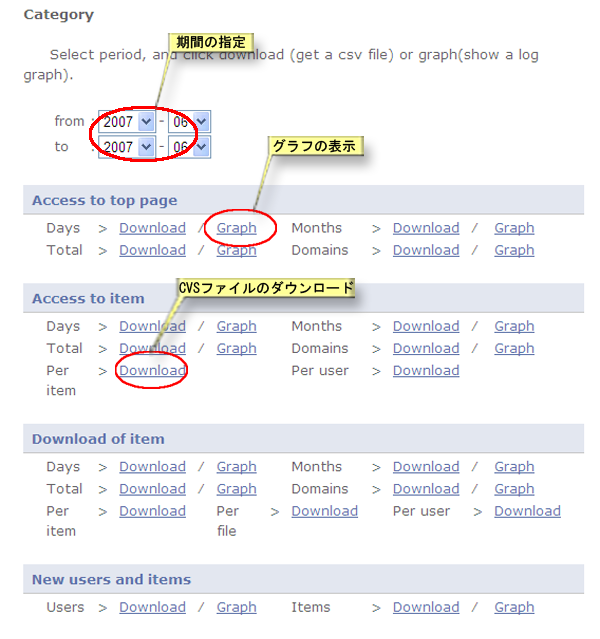 Category
期間の指定
Select period, and click download (get a csv file) or graph(show a log
graph).
from : 2007 - 06
to : 2007 - 06
グラフの表示
Access to top page
Days > Download / Graph Months > Download / Graph
Total > Download / Graph Domains > Download / Graph
CVSファイルのダウンロード
Access to item
Days > Download / Graph Months > Download / Graph
Total > Download / Graph Domains > Download / Graph
Per > Download Per user > Download
item
Download of item
Days > Download / Graph Months > Download / Graph
Total > Download / Graph Domains > Download / Graph
Per > Download Per > Download Per user > Download
item file
New users and items
Users > Download / Graph Items > Download / Graph